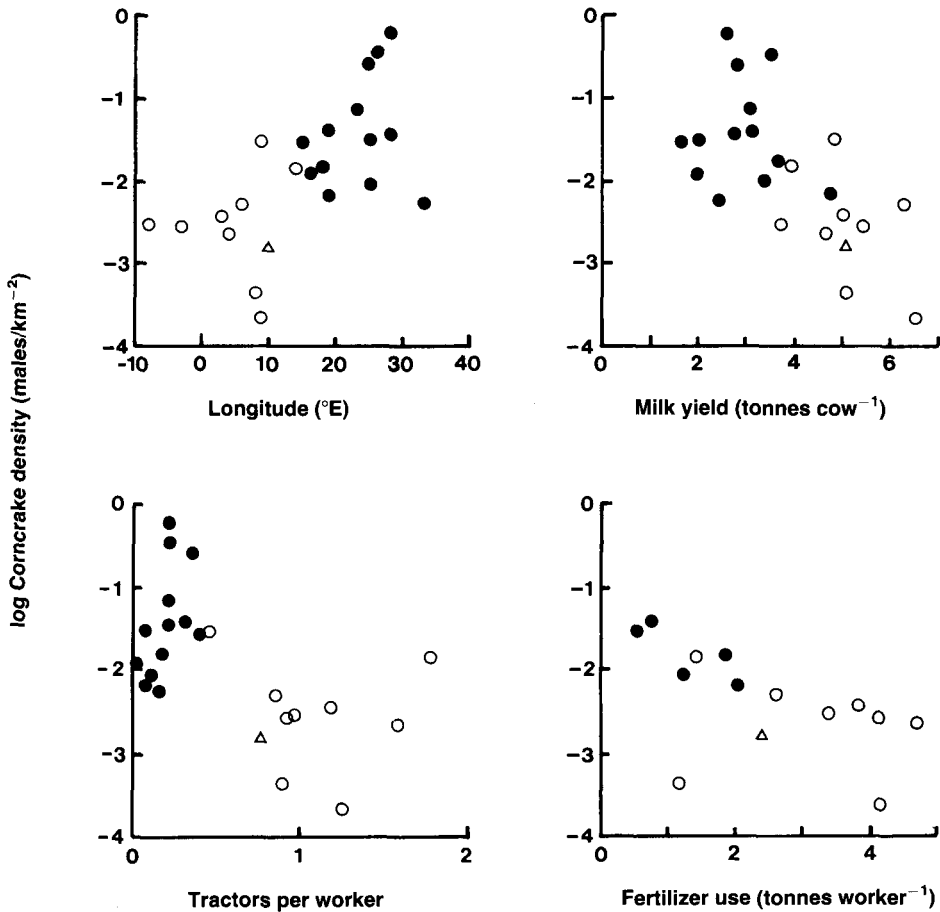 log Corncrake density (males/km⁻²)
0
−1
−2
−3
−4
−10 0 10 20 30 40
Longitude (°E)
0
−1
−2
−3
−4
0 2 4 6
Milk yield (tonnes cow⁻¹)
0
−1
−2
−3
−4
0 1 2
Tractors per worker
0
−1
−2
−3
−4
0 2 4
Fertilizer use (tonnes worker⁻¹)